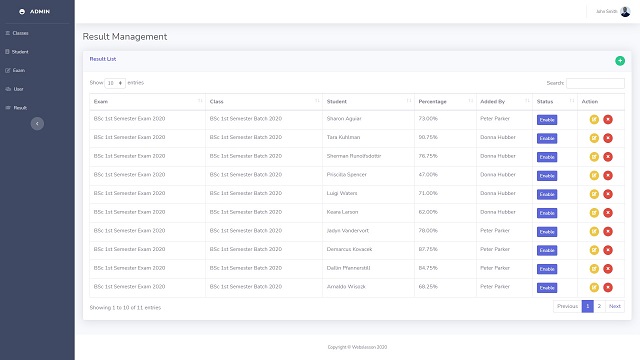 ADMIN
John Smith
Classes
Student
Exam
User
Result
Result Management
Result List
Show 10 entries
Search:
Exam Class Student Percentage Added By Status Action
BSc 1st Semester Exam 2020 BSc 1st Semester Batch 2020 Sharon Aguiar 73.00% Peter Parker Enable
BSc 1st Semester Exam 2020 BSc 1st Semester Batch 2020 Tara Kuhlman 90.75% Donna Hubber Enable
BSc 1st Semester Exam 2020 BSc 1st Semester Batch 2020 Sherman Runolfsdottir 76.75% Donna Hubber Enable
BSc 1st Semester Exam 2020 BSc 1st Semester Batch 2020 Priscilla Spencer 47.00% Donna Hubber Enable
BSc 1st Semester Exam 2020 BSc 1st Semester Batch 2020 Luigi Waters 71.00% Donna Hubber Enable
BSc 1st Semester Exam 2020 BSc 1st Semester Batch 2020 Keara Larson 62.00% Donna Hubber Enable
BSc 1st Semester Exam 2020 BSc 1st Semester Batch 2020 Jadyn Vandervort 78.00% Peter Parker Enable
BSc 1st Semester Exam 2020 BSc 1st Semester Batch 2020 Demarcus Kovacek 87.75% Peter Parker Enable
BSc 1st Semester Exam 2020 BSc 1st Semester Batch 2020 Dallin Pfannerstill 84.75% Peter Parker Enable
BSc 1st Semester Exam 2020 BSc 1st Semester Batch 2020 Arnaldo Wisozk 68.25% Peter Parker Enable
Showing 1 to 10 of 11 entries
Previous 1 2 Next
Copyright © Webslesson 2020